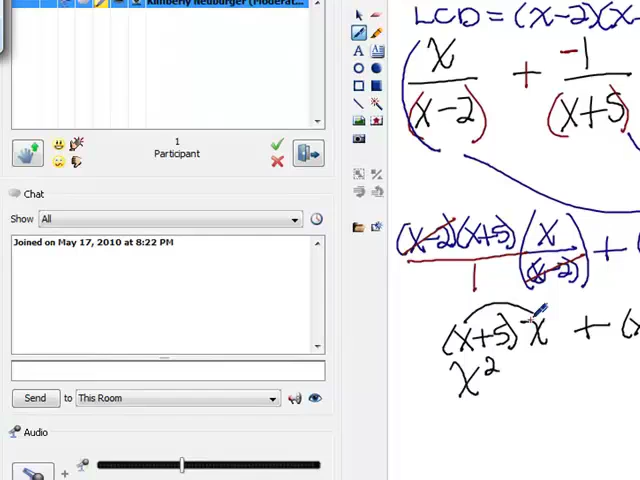 Kimberly Neuburger (Moderat...
1
Participant
Chat
Show All
Joined on May 17, 2010 at 8:22 PM
Send to This Room
Audio
LCD = (x-2)(x-
x/(x-2) + -1/(x+5)
(x-2)(x+5)/1 (x/(x-2)) + (
(x+5)·x + (x
x²